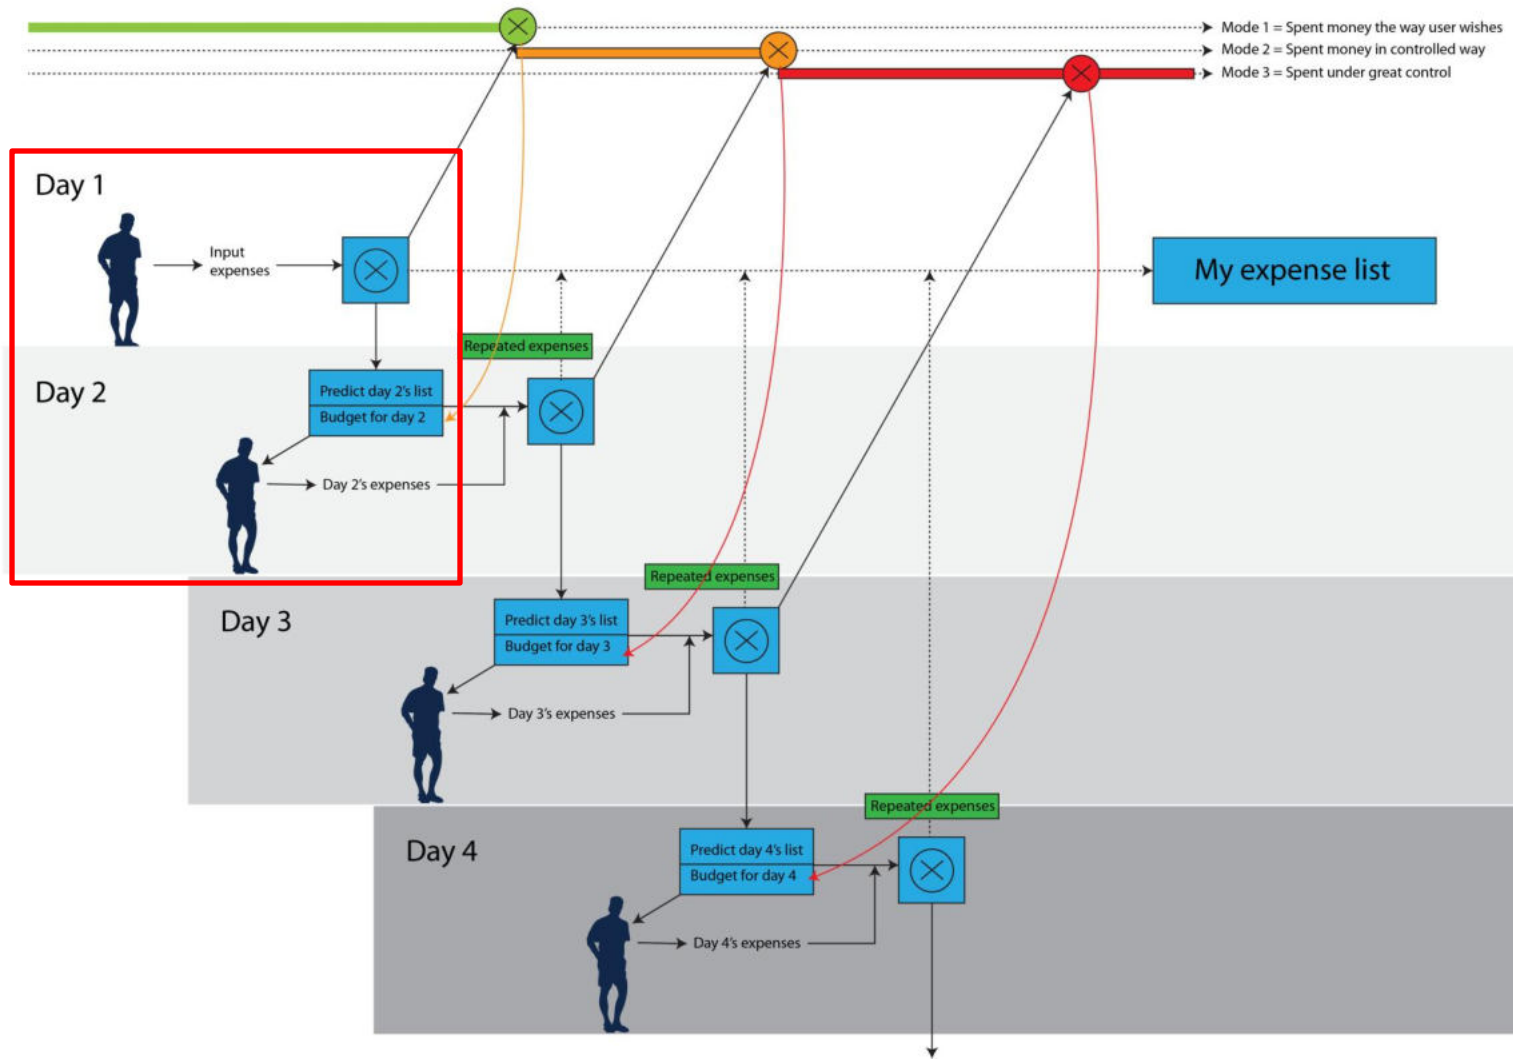 Mode 1 = Spent money the way user wishes
Mode 2 = Spent money in controlled way
Mode 3 = Spent under great control
Day 1
Input
expenses
My expense list
Repeated expenses
Day 2
Predict day 2's list
Budget for day 2
Day 2's expenses
Repeated expenses
Day 3
Predict day 3's list
Budget for day 3
Day 3's expenses
Repeated expenses
Day 4
Predict day 4's list
Budget for day 4
Day 4's expenses